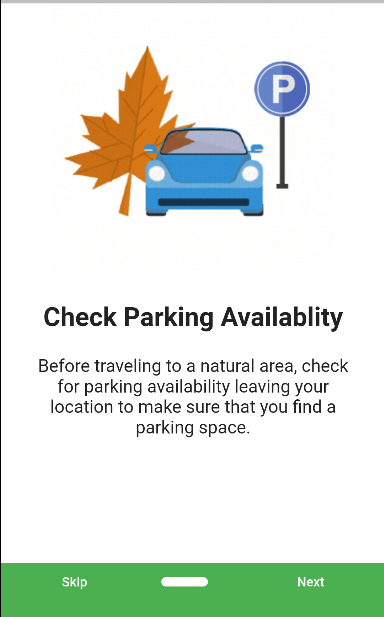 P
Check Parking Availablity
Before traveling to a natural area, check
for parking availability leaving your
location to make sure that you find a
parking space.
Skip
Next